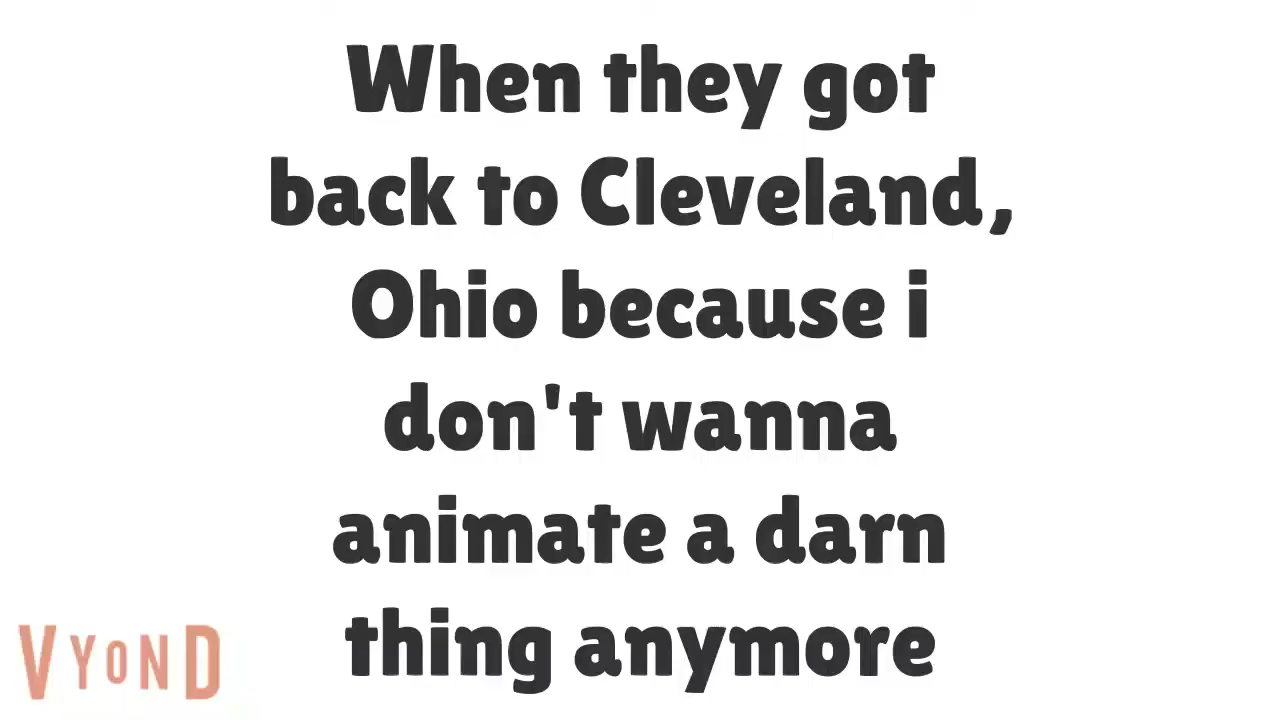 When they got
back to Cleveland,
Ohio because i
don't wanna
animate a darn
thing anymore
VYOND